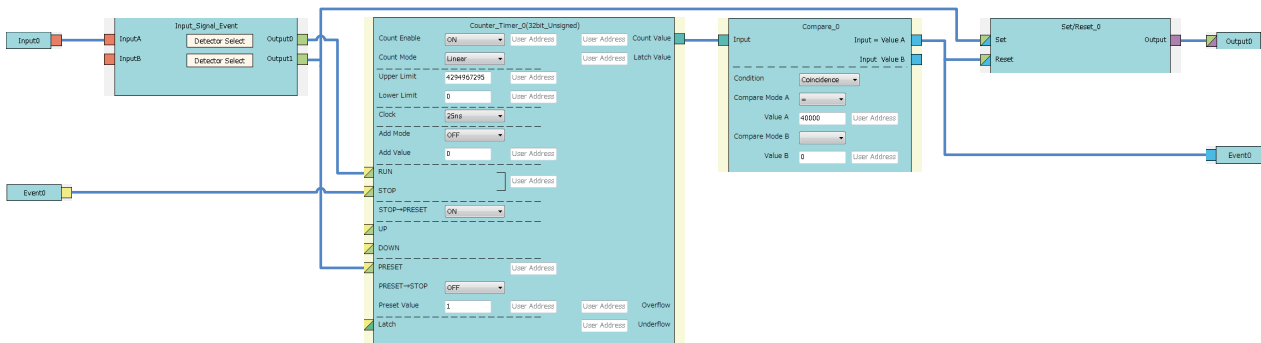 Input0
Input_Signal_Event
InputA
Detector Select
Output0
InputB
Detector Select
Output1
Event0
Counter_Timer_0(32bit_Unsigned)
Count Enable
ON
User Address
User Address
Count Value
Count Mode
Linear
User Address
Latch Value
Upper Limit
4294967295
User Address
Lower Limit
0
User Address
Clock
25ns
Add Mode
OFF
Add Value
0
User Address
RUN
User Address
STOP
STOP→PRESET
ON
UP
DOWN
PRESET
User Address
PRESET→STOP
OFF
Preset Value
1
User Address
User Address
Overflow
Latch
User Address
Underflow
Compare_0
Input
Input = Value A
Input Value B
Condition
Coincidence
Compare Mode A
=
Value A
40000
User Address
Compare Mode B
Value B
0
User Address
Set/Reset_0
Set
Output
Reset
Output0
Event0